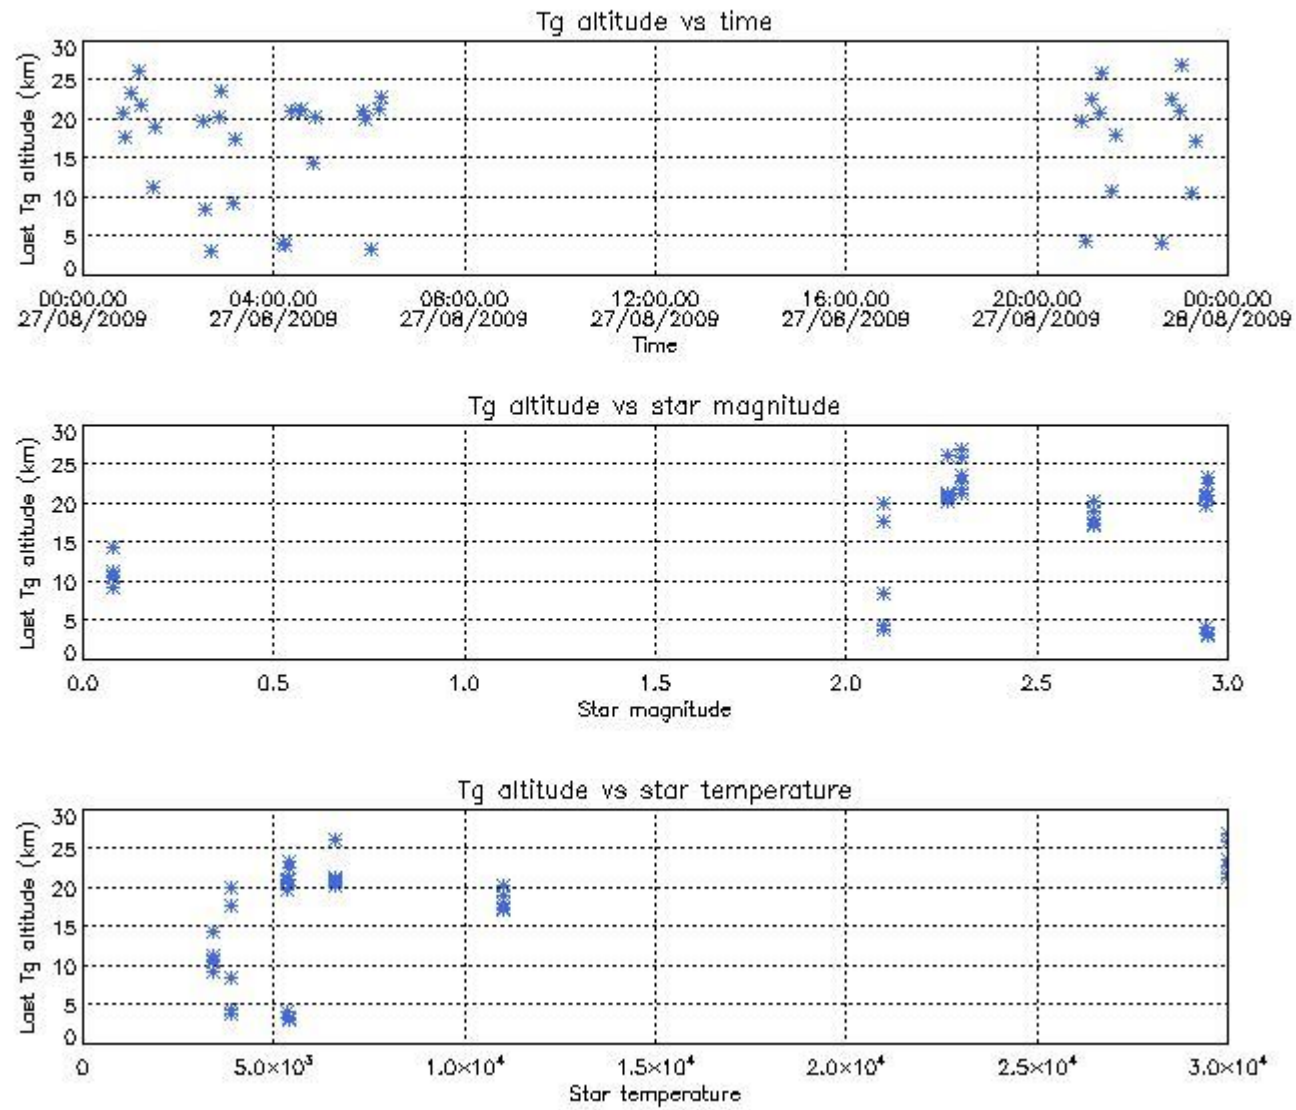 Tg altitude vs time
Last Tg altitude (km)
30
25
20
15
10
5
0
00:00.00 04:00.00 08:00.00 12:00.00 16:00.00 20:00.00 00:00.00
27/08/2009 27/08/2009 27/08/2009 27/08/2009 27/08/2009 27/08/2009 28/08/2009
Time
Tg altitude vs star magnitude
Last Tg altitude (km)
30
25
20
15
10
5
0
0.0 0.5 1.0 1.5 2.0 2.5 3.0
Star magnitude
Tg altitude vs star temperature
Last Tg altitude (km)
30
25
20
15
10
5
0
0 5.0×10³ 1.0×10⁴ 1.5×10⁴ 2.0×10⁴ 2.5×10⁴ 3.0×10⁴
Star temperature